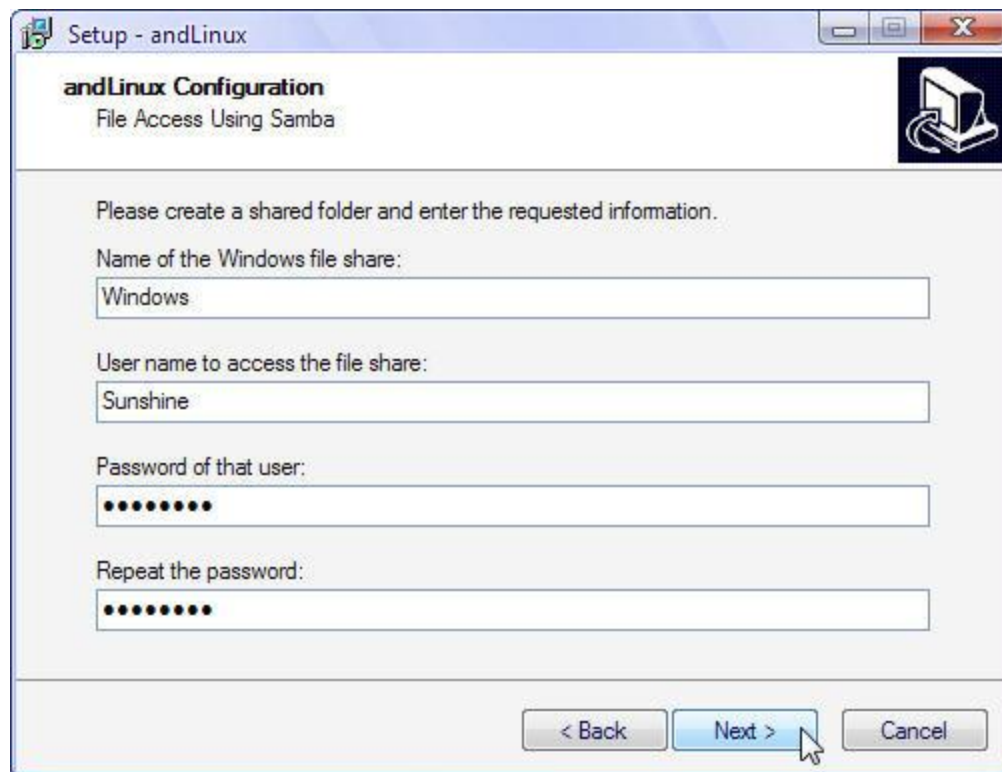 Setup - andLinux
andLinux Configuration
File Access Using Samba
Please create a shared folder and enter the requested information.
Name of the Windows file share:
Windows
User name to access the file share:
Sunshine
Password of that user:
••••••••
Repeat the password:
••••••••
< Back Next > Cancel